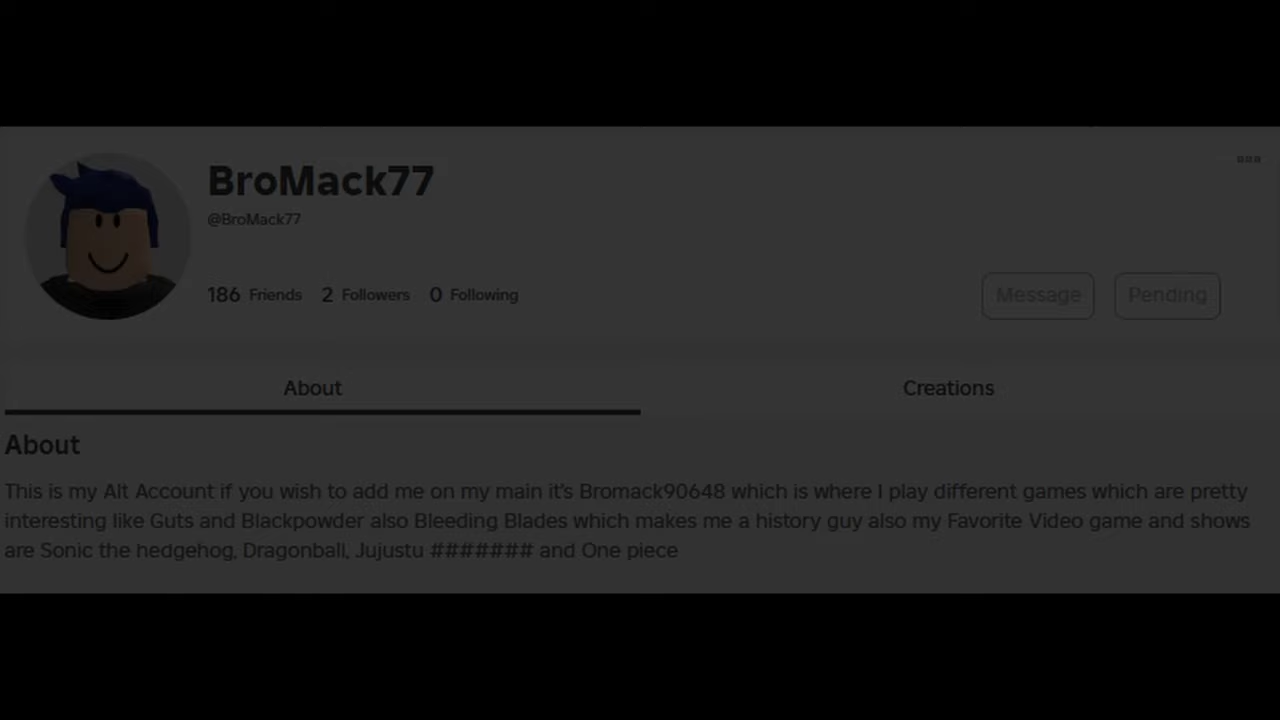 BroMack77
@BroMack77
186 Friends 2 Followers 0 Following
Message Pending
About Creations
About
This is my Alt Account if you wish to add me on my main it's Bromack90648 which is where I play different games which are pretty
interesting like Guts and Blackpowder also Bleeding Blades which makes me a history guy also my Favorite Video game and shows
are Sonic the hedgehog, Dragonball, Jujustu ####### and One piece